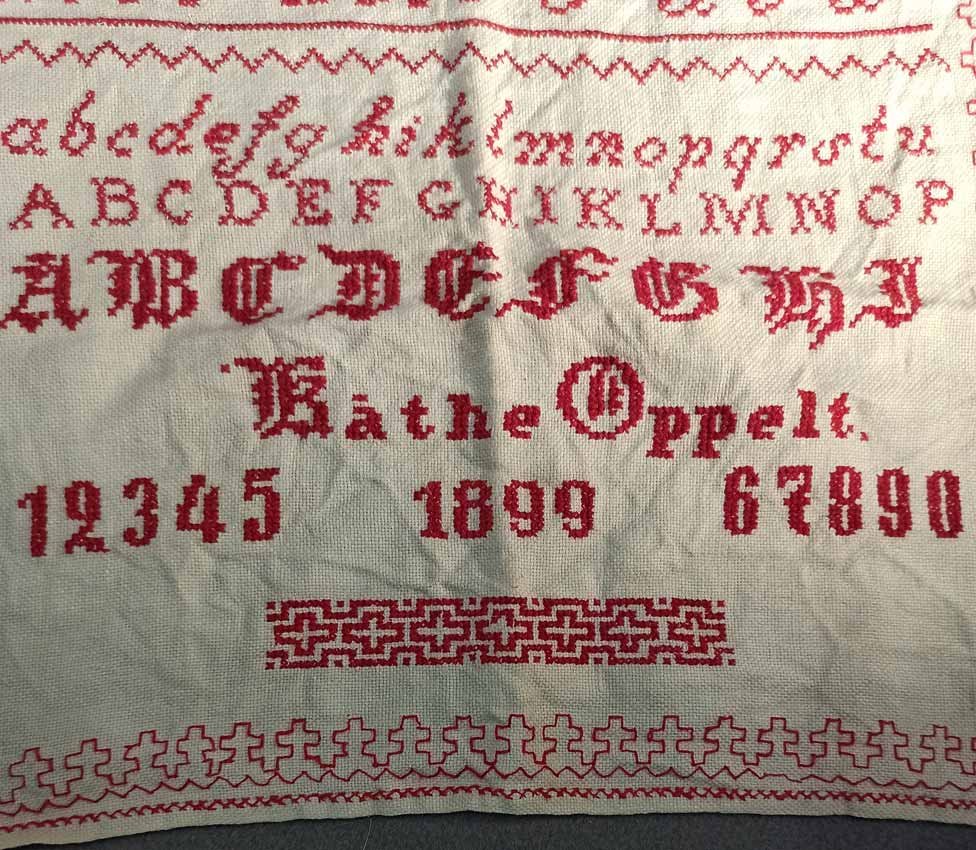 abcdefghiklmnopqrstu
ABCDEFGHIKLMNOP
ABCDEFGHI
Käthe Oppelt.
12345 1899 67890